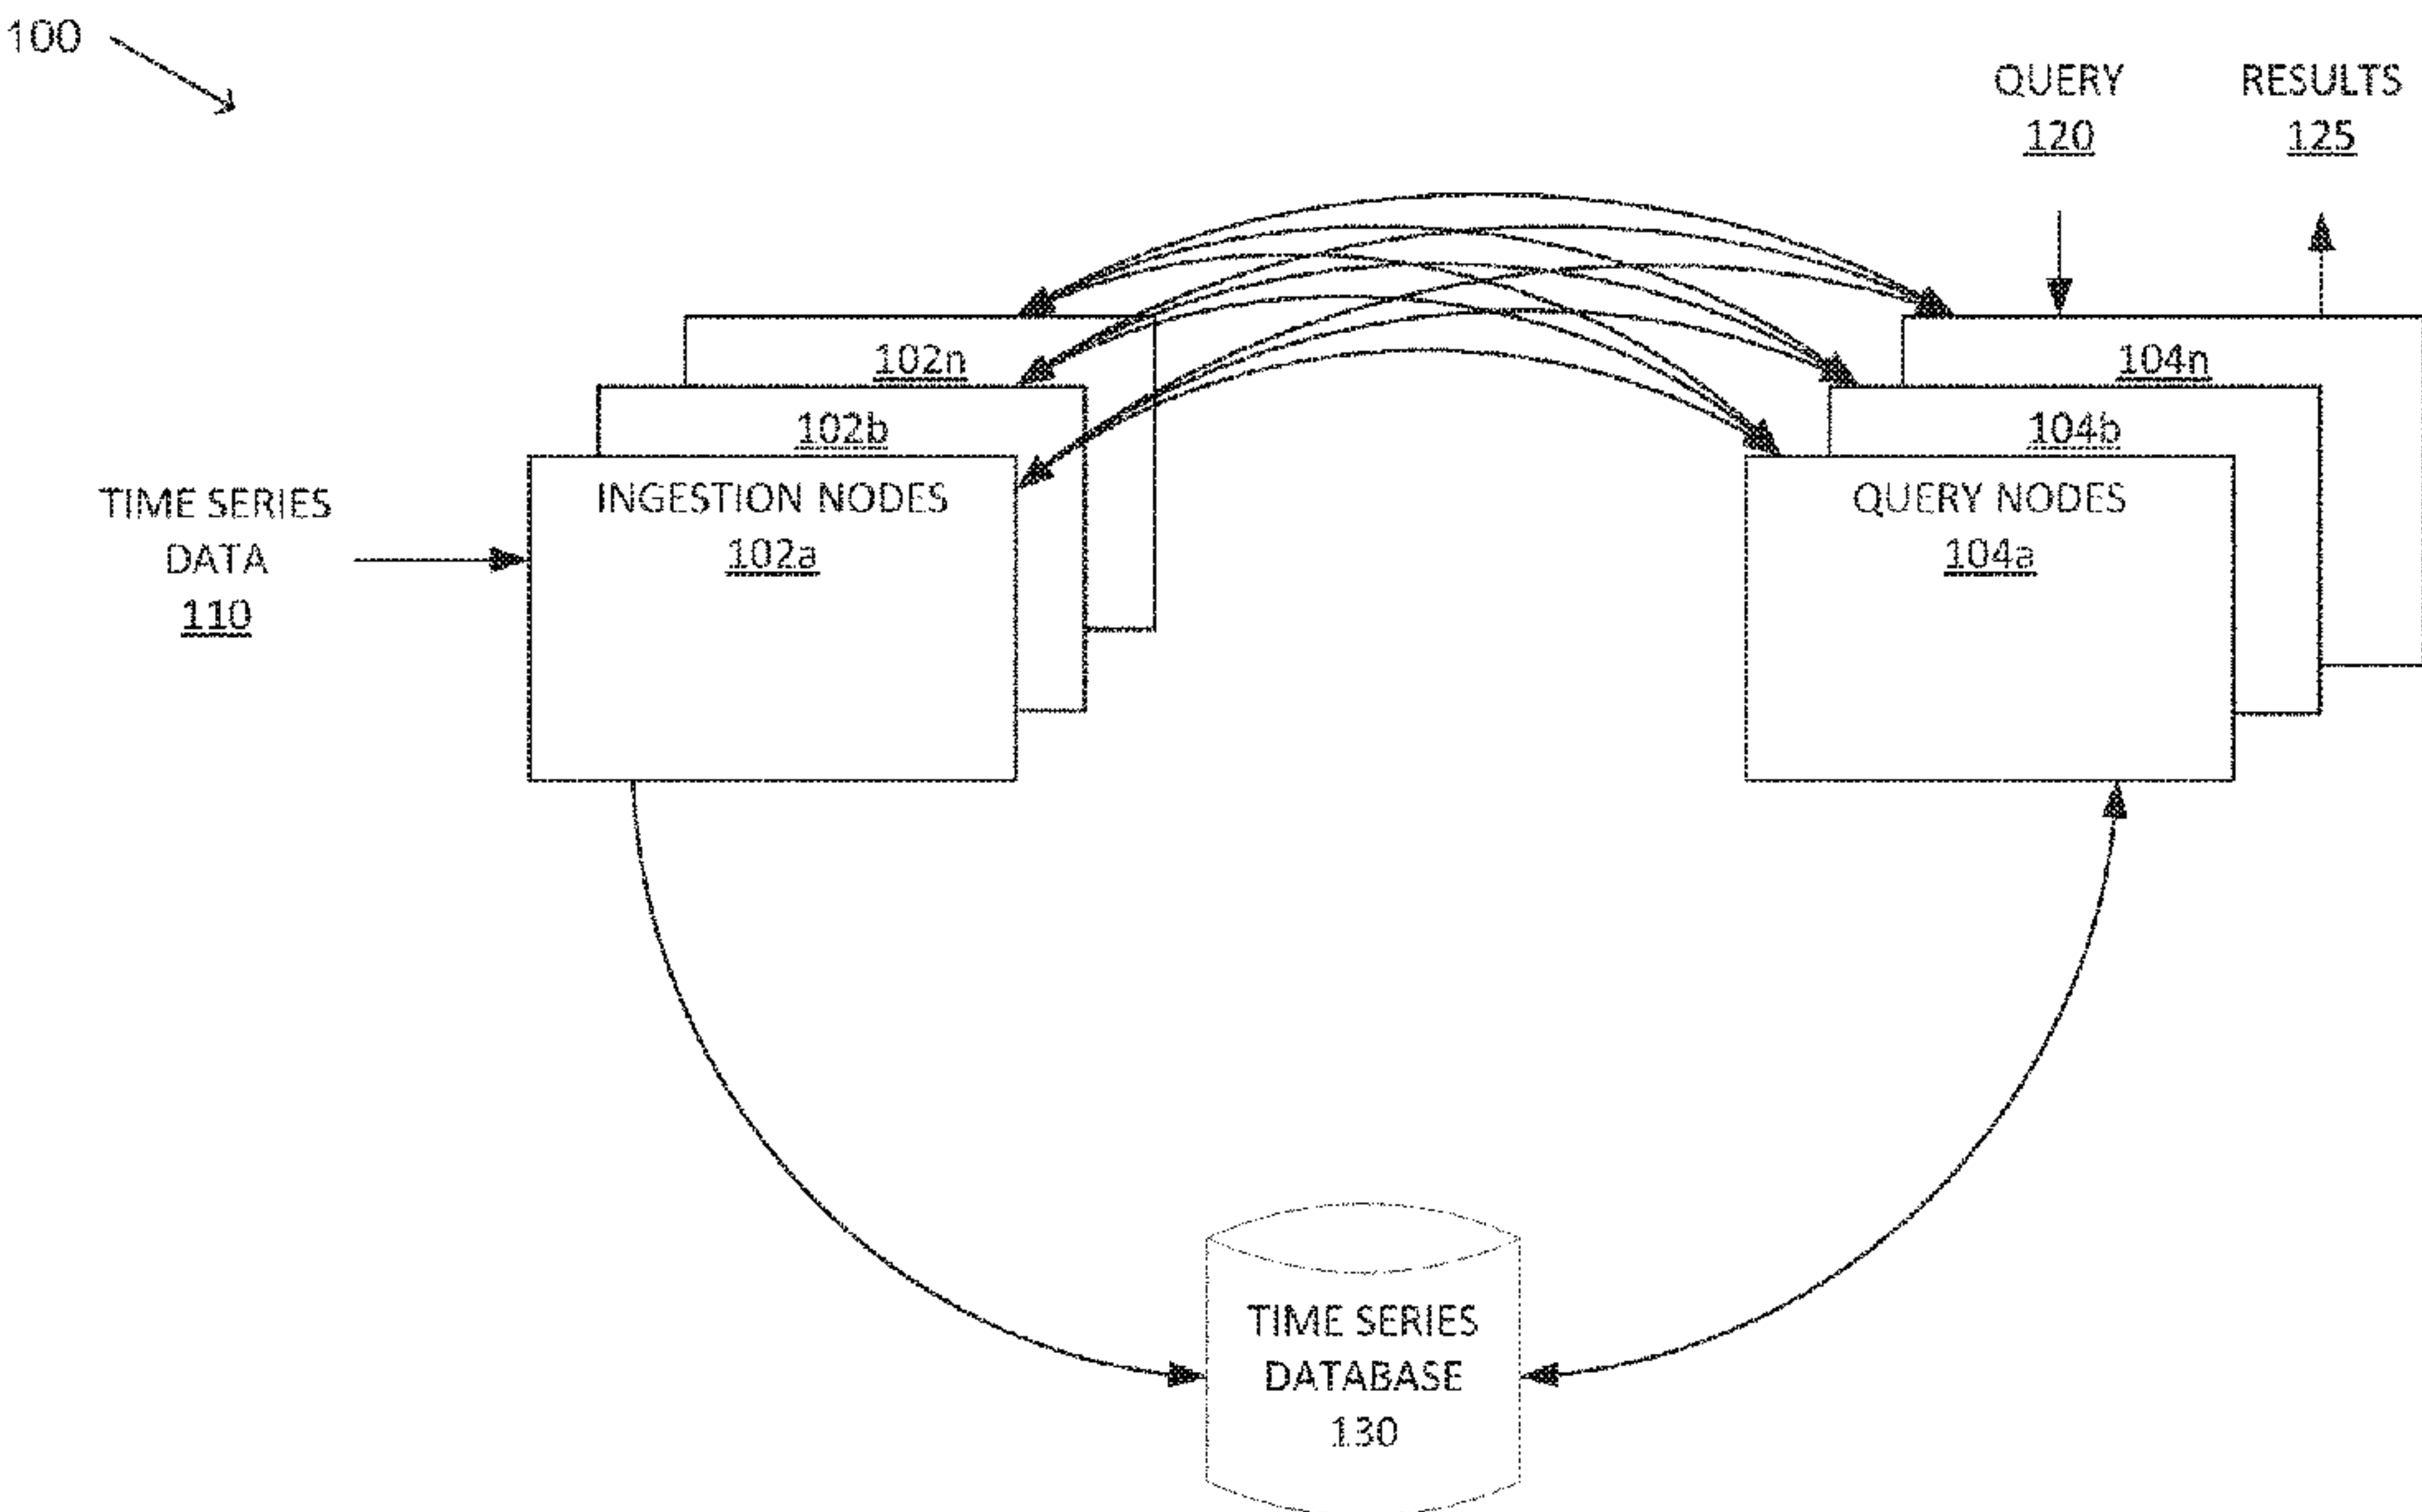 100
QUERY
120
RESULTS
125
102n
102b
INGESTION NODES
102a
104n
104b
QUERY NODES
104a
TIME SERIES
DATA
110
TIME SERIES
DATABASE
130